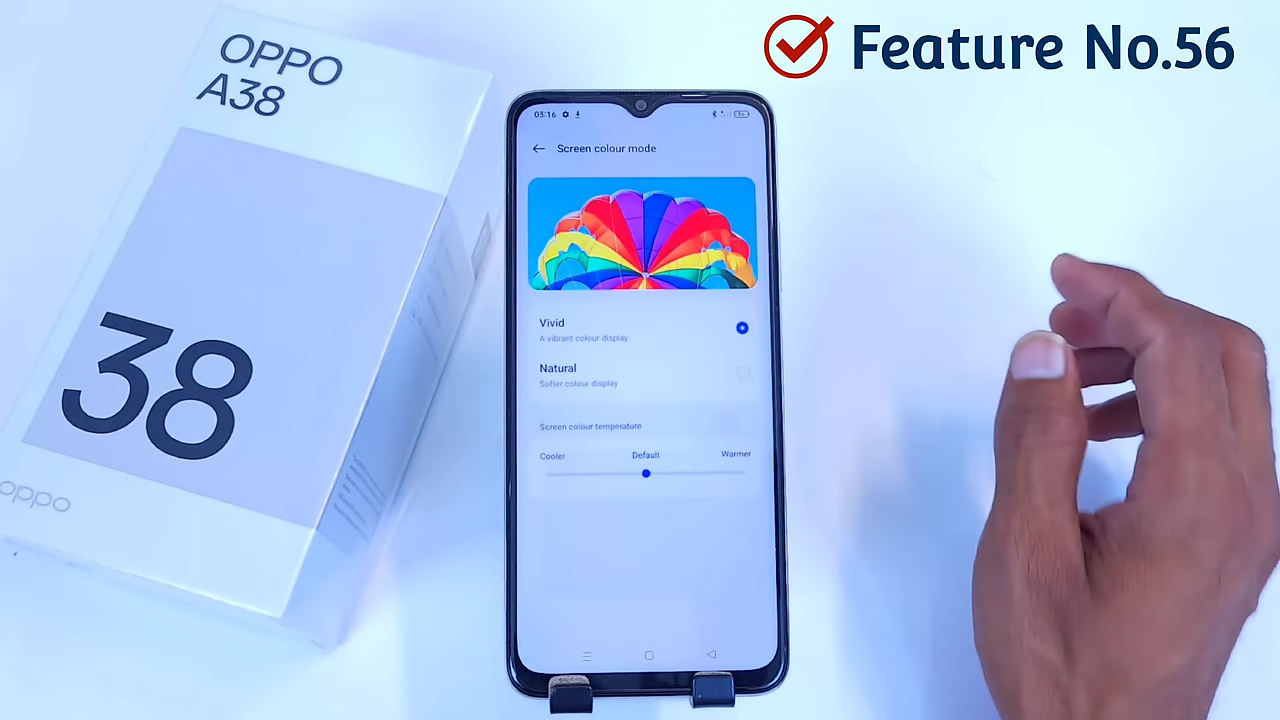 Feature No.56
OPPO
A38
38
oppo
03:16
Screen colour mode
Vivid
A vibrant colour display
Natural
Softer colour display
Screen colour temperature
Cooler Default Warmer